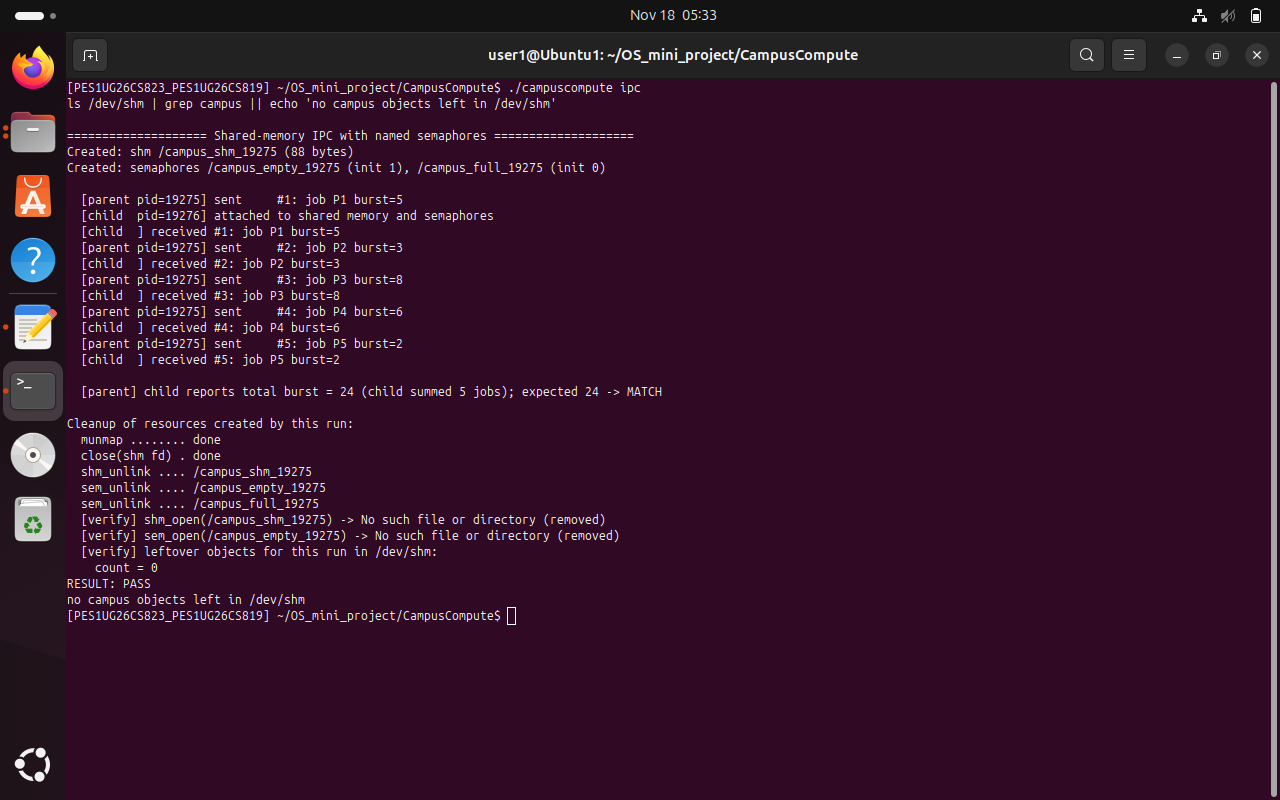 Nov 18 05:33
user1@Ubuntu1: ~/OS_mini_project/CampusCompute
[PES1UG26CS823_PES1UG26CS819] ~/OS_mini_project/CampusCompute$ ./campuscompute ipc
ls /dev/shm | grep campus || echo 'no campus objects left in /dev/shm'
==================== Shared-memory IPC with named semaphores ====================
Created: shm /campus_shm_19275 (88 bytes)
Created: semaphores /campus_empty_19275 (init 1), /campus_full_19275 (init 0)
[parent pid=19275] sent     #1: job P1 burst=5
[child  pid=19276] attached to shared memory and semaphores
[child  ] received #1: job P1 burst=5
[parent pid=19275] sent     #2: job P2 burst=3
[child  ] received #2: job P2 burst=3
[parent pid=19275] sent     #3: job P3 burst=8
[child  ] received #3: job P3 burst=8
[parent pid=19275] sent     #4: job P4 burst=6
[child  ] received #4: job P4 burst=6
[parent pid=19275] sent     #5: job P5 burst=2
[child  ] received #5: job P5 burst=2
[parent] child reports total burst = 24 (child summed 5 jobs); expected 24 -> MATCH
Cleanup of resources created by this run:
munmap ........ done
close(shm fd) . done
shm_unlink .... /campus_shm_19275
sem_unlink .... /campus_empty_19275
sem_unlink .... /campus_full_19275
[verify] shm_open(/campus_shm_19275) -> No such file or directory (removed)
[verify] sem_open(/campus_empty_19275) -> No such file or directory (removed)
[verify] leftover objects for this run in /dev/shm:
count = 0
RESULT: PASS
no campus objects left in /dev/shm
[PES1UG26CS823_PES1UG26CS819] ~/OS_mini_project/CampusCompute$